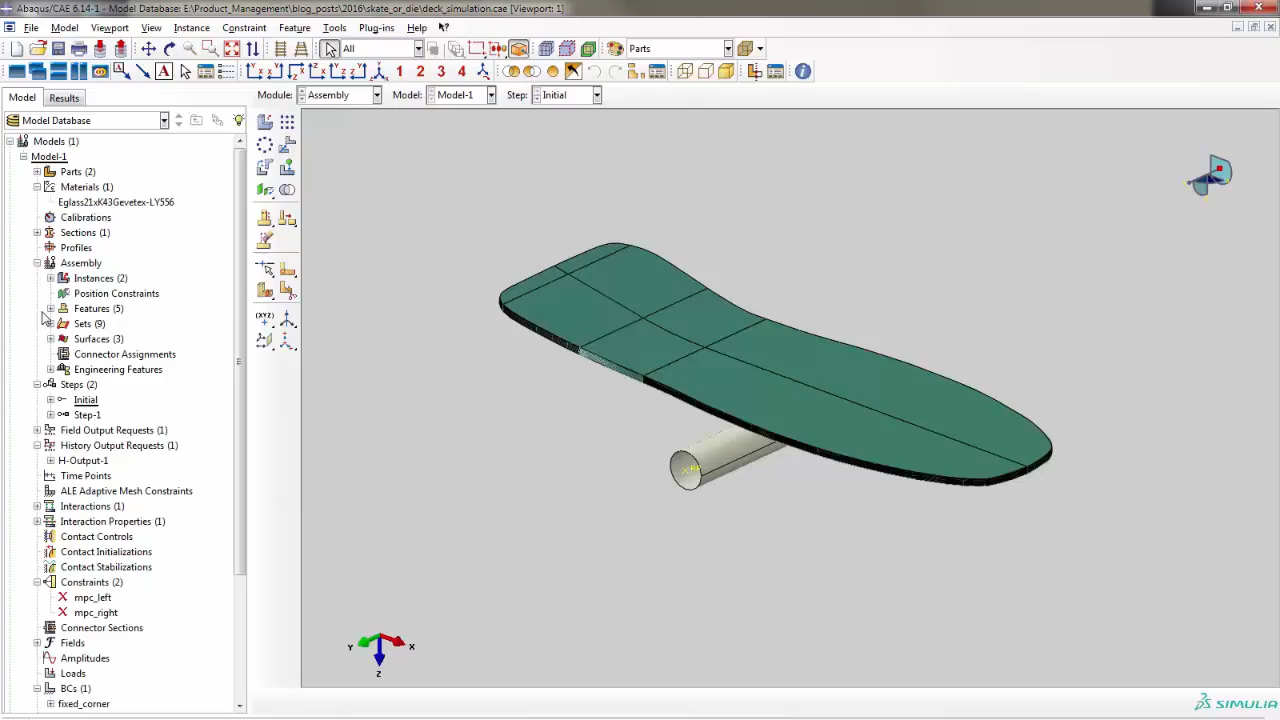 Abaqus/CAE 6.14-1 - Model Database: E:\Product_Management\blog_posts\2016\skate_or_die\deck_simulation.cae [Viewport: 1]
File Model Viewport View Instance Constraint Feature Tools Plug-ins Help
All Parts
1 2 3 4
Model Results Module: Assembly Model: Model-1 Step: Initial
Model Database
Models (1)
Model-1
Parts (2)
Materials (1)
Eglass21xK43Gevetex-LY556
Calibrations
Sections (1)
Profiles
Assembly
Instances (2)
Position Constraints
Features (5)
Sets (9)
Surfaces (3)
Connector Assignments
Engineering Features
Steps (2)
Initial
Step-1
Field Output Requests (1)
History Output Requests (1)
H-Output-1
Time Points
ALE Adaptive Mesh Constraints
Interactions (1)
Interaction Properties (1)
Contact Controls
Contact Initializations
Contact Stabilizations
Constraints (2)
mpc_left
mpc_right
Connector Sections
Fields
Amplitudes
Loads
BCs (1)
fixed_corner
(XYZ)
RP
Y X
Z
SIMULIA